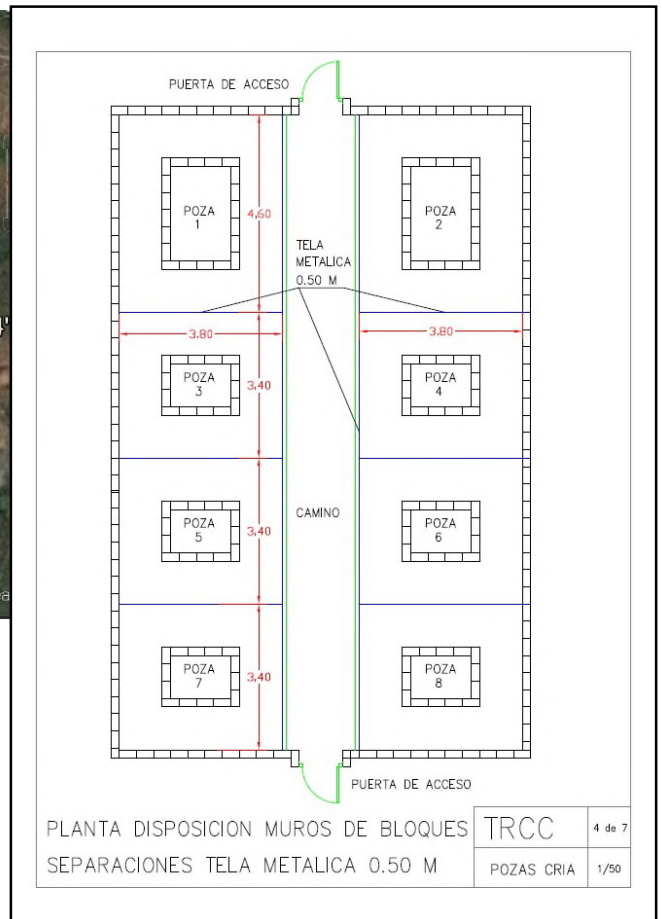 PUERTA DE ACCESO
POZA
1
4,60
POZA
2
TELA
METALICA
0.50 M
3.80
3.80
POZA
3
3,40
POZA
4
CAMINO
POZA
5
3,40
POZA
6
POZA
7
3,40
POZA
8
PUERTA DE ACCESO
PLANTA DISPOSICION MUROS DE BLOQUES
SEPARACIONES TELA METALICA 0.50 M
TRCC
4 de 7
POZAS CRIA
1/50